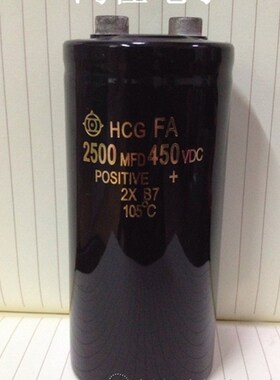 HCG FA
2500 MFD 450 VDC
POSITIVE +
2X B7
105°C